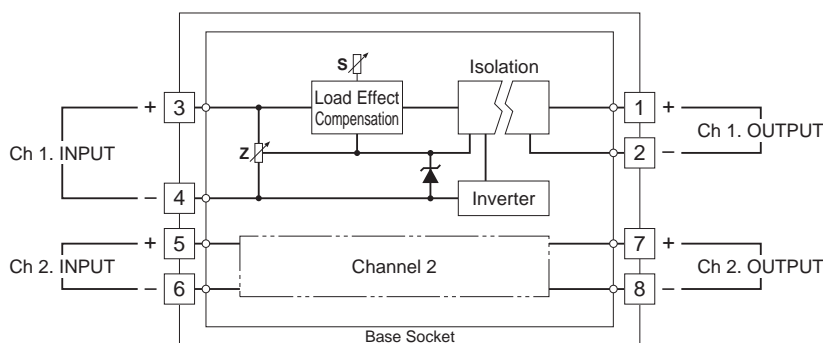 S
Isolation
Load Effect
Compensation
+ 3
1 +
Ch 1. INPUT
Ch 1. OUTPUT
Z
2 –
– 4
Inverter
+ 5
7 +
Ch 2. INPUT
Channel 2
Ch 2. OUTPUT
– 6
8 –
Base Socket